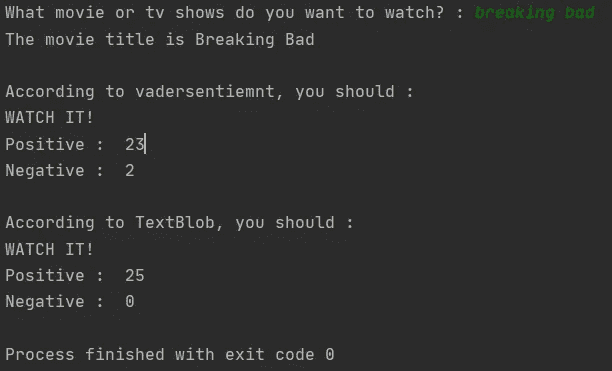 What movie or tv shows do you want to watch? : breaking bad
The movie title is Breaking Bad
According to vadersentiemnt, you should :
WATCH IT!
Positive :  23
Negative :  2
According to TextBlob, you should :
WATCH IT!
Positive :  25
Negative :  0
Process finished with exit code 0